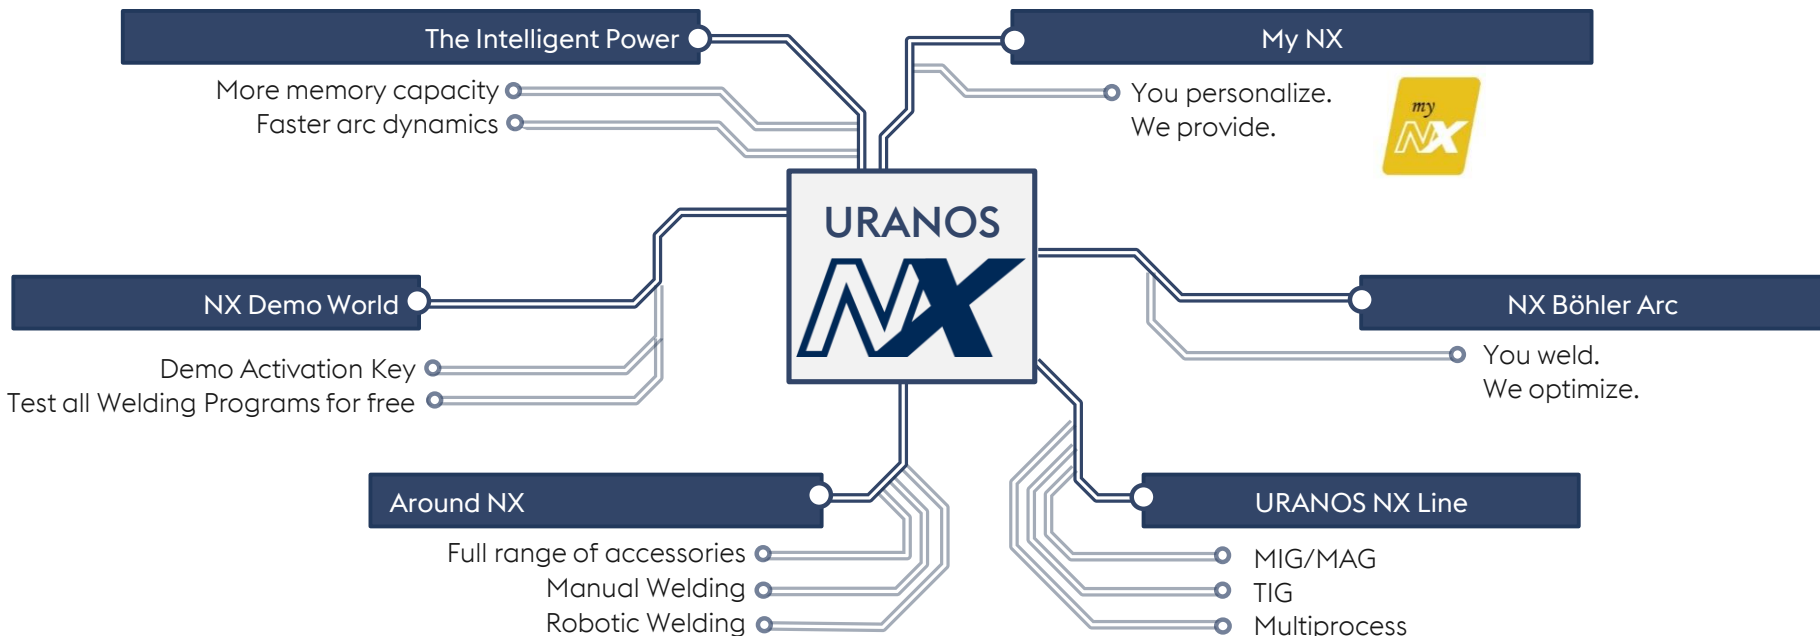 The Intelligent Power
More memory capacity
Faster arc dynamics
My NX
You personalize.
We provide.
my
NX
URANOS
NX
NX Demo World
Demo Activation Key
Test all Welding Programs for free
NX Böhler Arc
You weld.
We optimize.
Around NX
Full range of accessories
Manual Welding
Robotic Welding
URANOS NX Line
MIG/MAG
TIG
Multiprocess